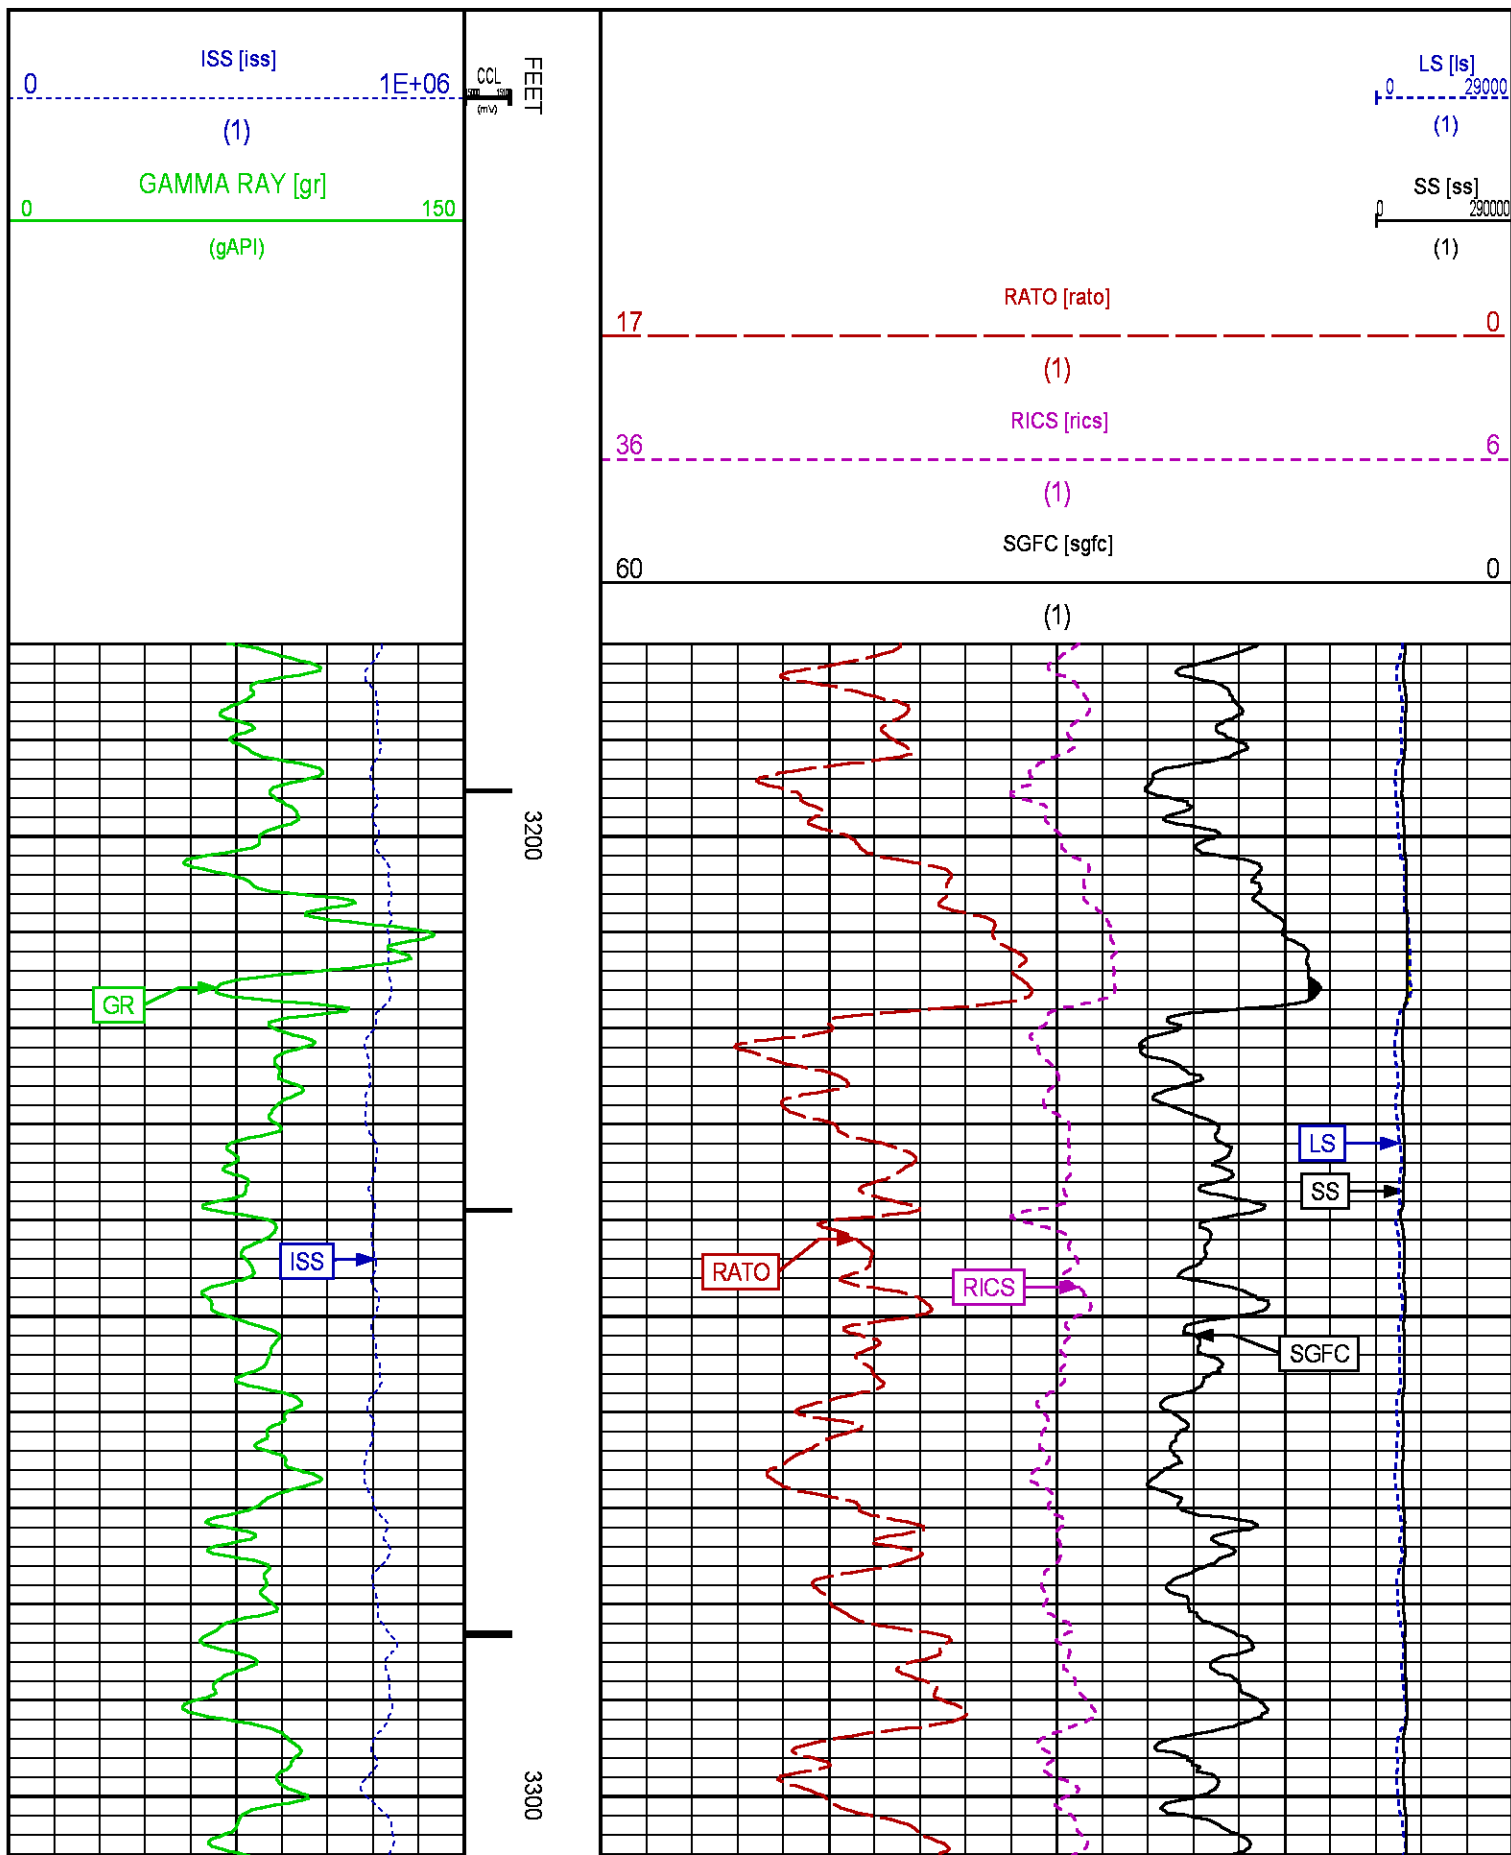 ISS [iss]
0 1E+06
(1)
GAMMA RAY [gr]
0 150
(gAPI)
CCL
(mV)
FEET
LS [ls]
0 29000
(1)
SS [ss]
0 290000
(1)
RATO [rato]
17 0
(1)
RICS [rics]
36 6
(1)
SGFC [sgfc]
60 0
(1)
3200
GR
LS
SS
ISS
RATO
RICS
SGFC
3300